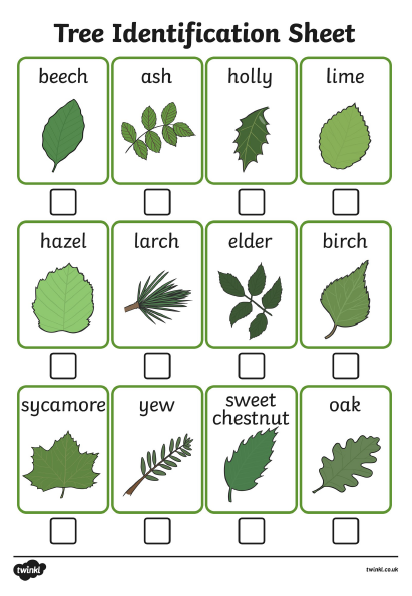 Tree Identification Sheet
beech
ash
holly
lime
hazel
larch
elder
birch
sycamore
yew
sweet
chestnut
oak
twinkl
twinkl.co.uk